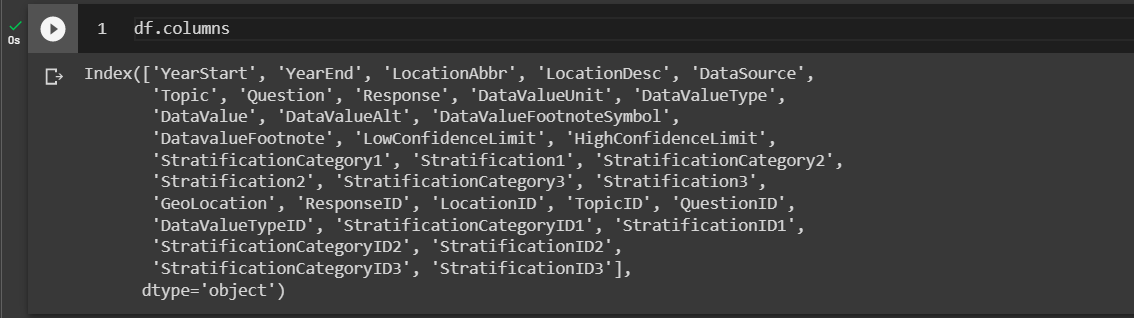 0s
1 df.columns
Index(['YearStart', 'YearEnd', 'LocationAbbr', 'LocationDesc', 'DataSource',
'Topic', 'Question', 'Response', 'DataValueUnit', 'DataValueType',
'DataValue', 'DataValueAlt', 'DataValueFootnoteSymbol',
'DatavalueFootnote', 'LowConfidenceLimit', 'HighConfidenceLimit',
'StratificationCategory1', 'Stratification1', 'StratificationCategory2',
'Stratification2', 'StratificationCategory3', 'Stratification3',
'GeoLocation', 'ResponseID', 'LocationID', 'TopicID', 'QuestionID',
'DataValueTypeID', 'StratificationCategoryID1', 'StratificationID1',
'StratificationCategoryID2', 'StratificationID2',
'StratificationCategoryID3', 'StratificationID3'],
dtype='object')